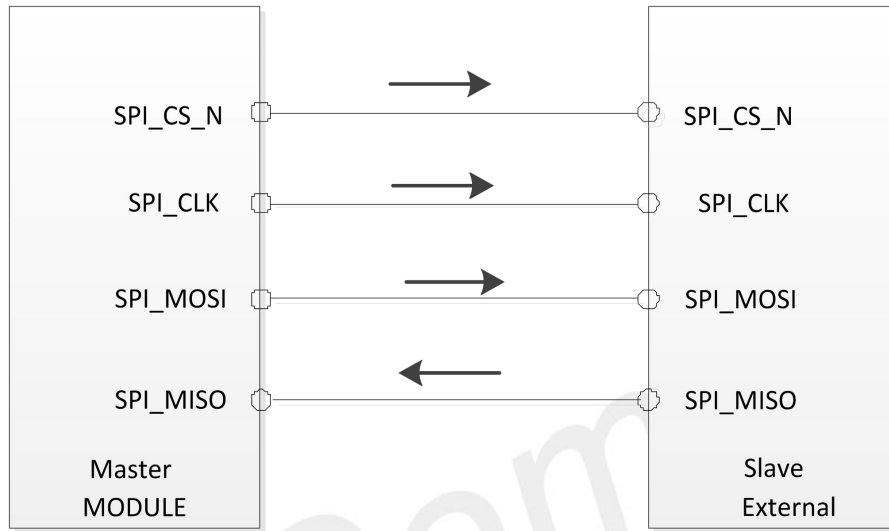 SPI_CS_N SPI_CS_N
SPI_CLK SPI_CLK
SPI_MOSI SPI_MOSI
SPI_MISO SPI_MISO
Master Slave
MODULE External